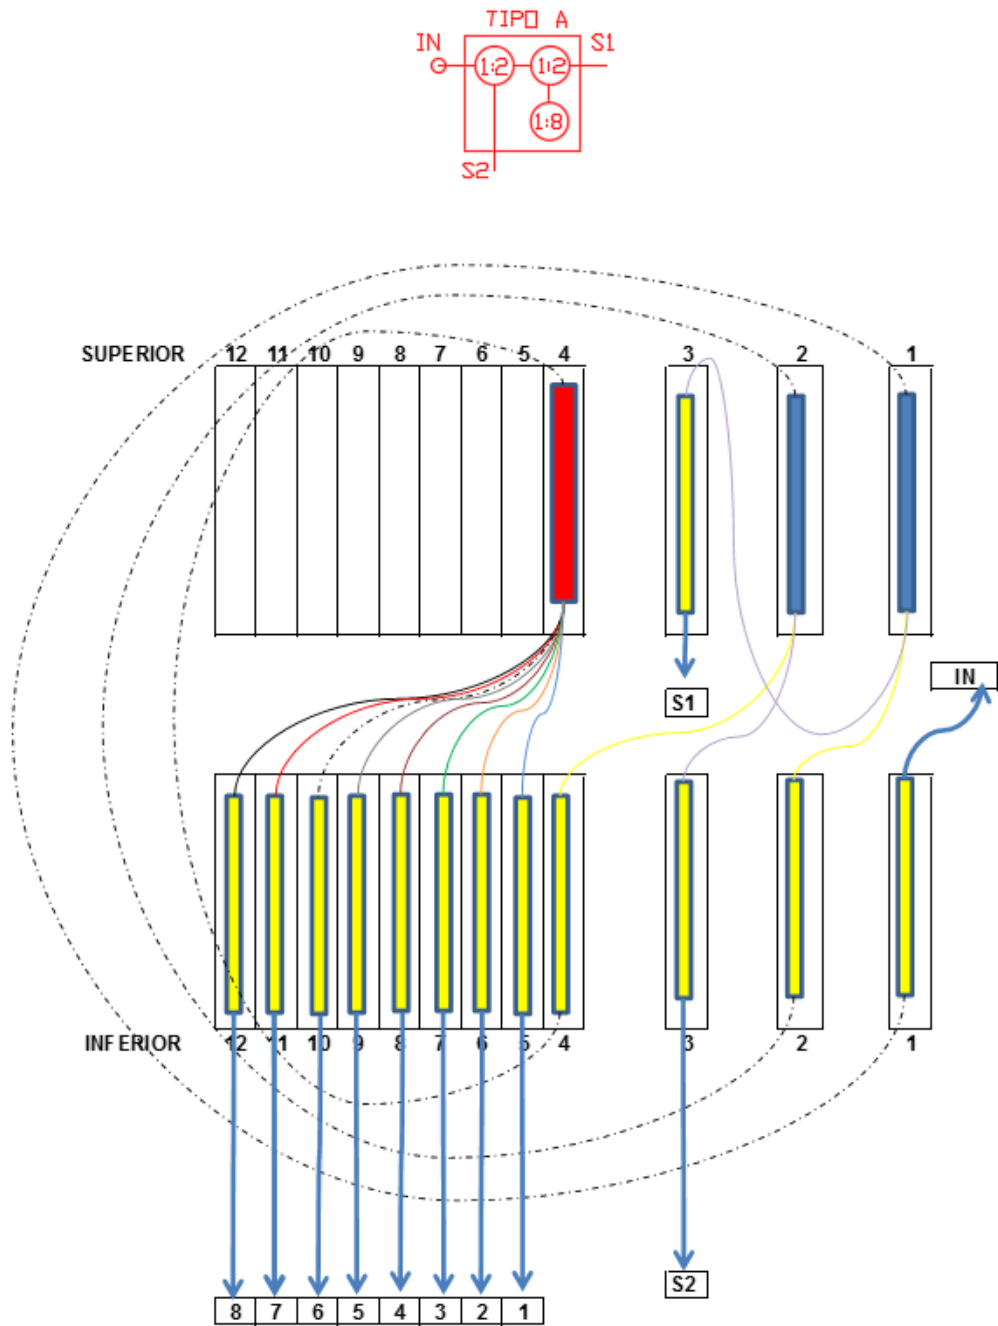 TIPO A
IN S1
1:2 1:2
1:8
S2
SUPERIOR 12 11 10 9 8 7 6 5 4 3 2 1
IN
S1
INFERIOR 12 11 10 9 8 7 6 5 4 3 2 1
S2
8 7 6 5 4 3 2 1